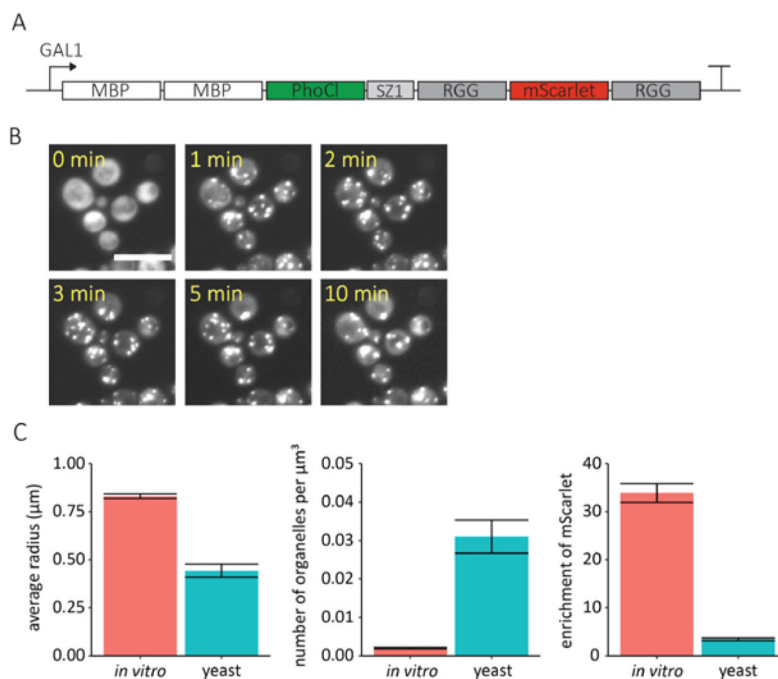 A
GAL1
MBP MBP PhoCl SZ1 RGG mScarlet RGG
B
0 min 1 min 2 min
3 min 5 min 10 min
C
average radius (μm)
1.00
0.75
0.50
0.25
0.00
in vitro yeast
number of organelles per μm³
0.05
0.04
0.03
0.02
0.01
0.00
in vitro yeast
enrichment of mScarlet
40
30
20
10
0
in vitro yeast